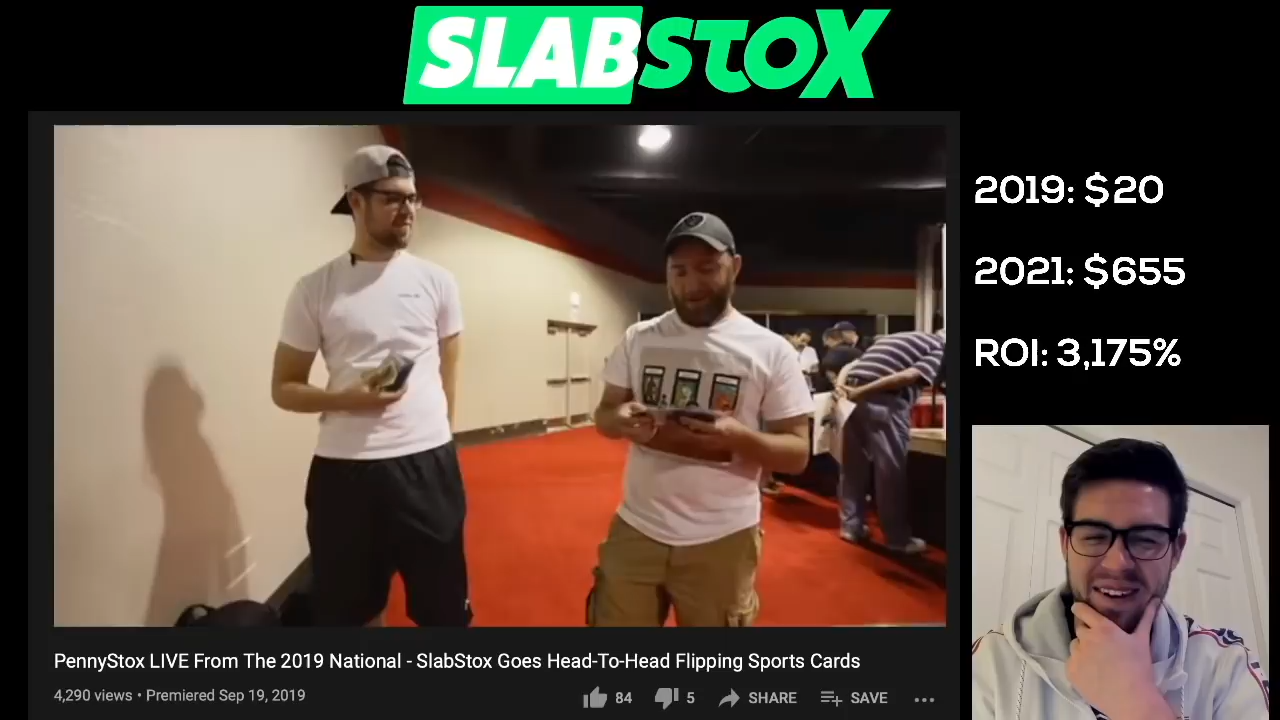 SLABSTOX
2019: $20
2021: $655
ROI: 3,175%
PennyStox LIVE From The 2019 National - SlabStox Goes Head-To-Head Flipping Sports Cards
4,290 views • Premiered Sep 19, 2019
84
5
SHARE
SAVE